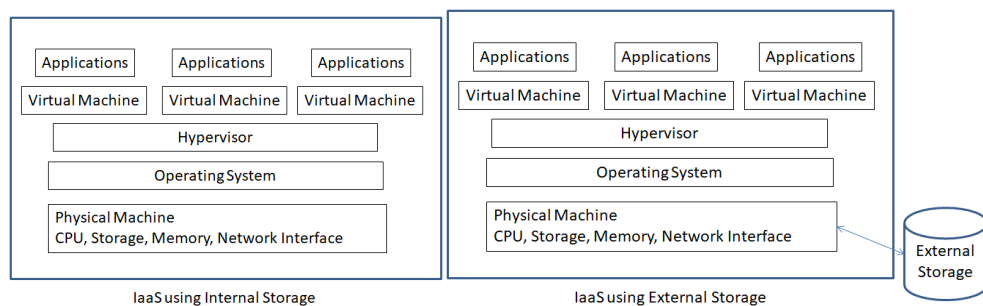 Applications
Applications
Applications
Virtual Machine
Virtual Machine
Virtual Machine
Hypervisor
Operating System
Physical Machine
CPU, Storage, Memory, Network Interface
IaaS using Internal Storage
Applications
Applications
Applications
Virtual Machine
Virtual Machine
Virtual Machine
Hypervisor
Operating System
Physical Machine
CPU, Storage, Memory, Network Interface
External
Storage
IaaS using External Storage